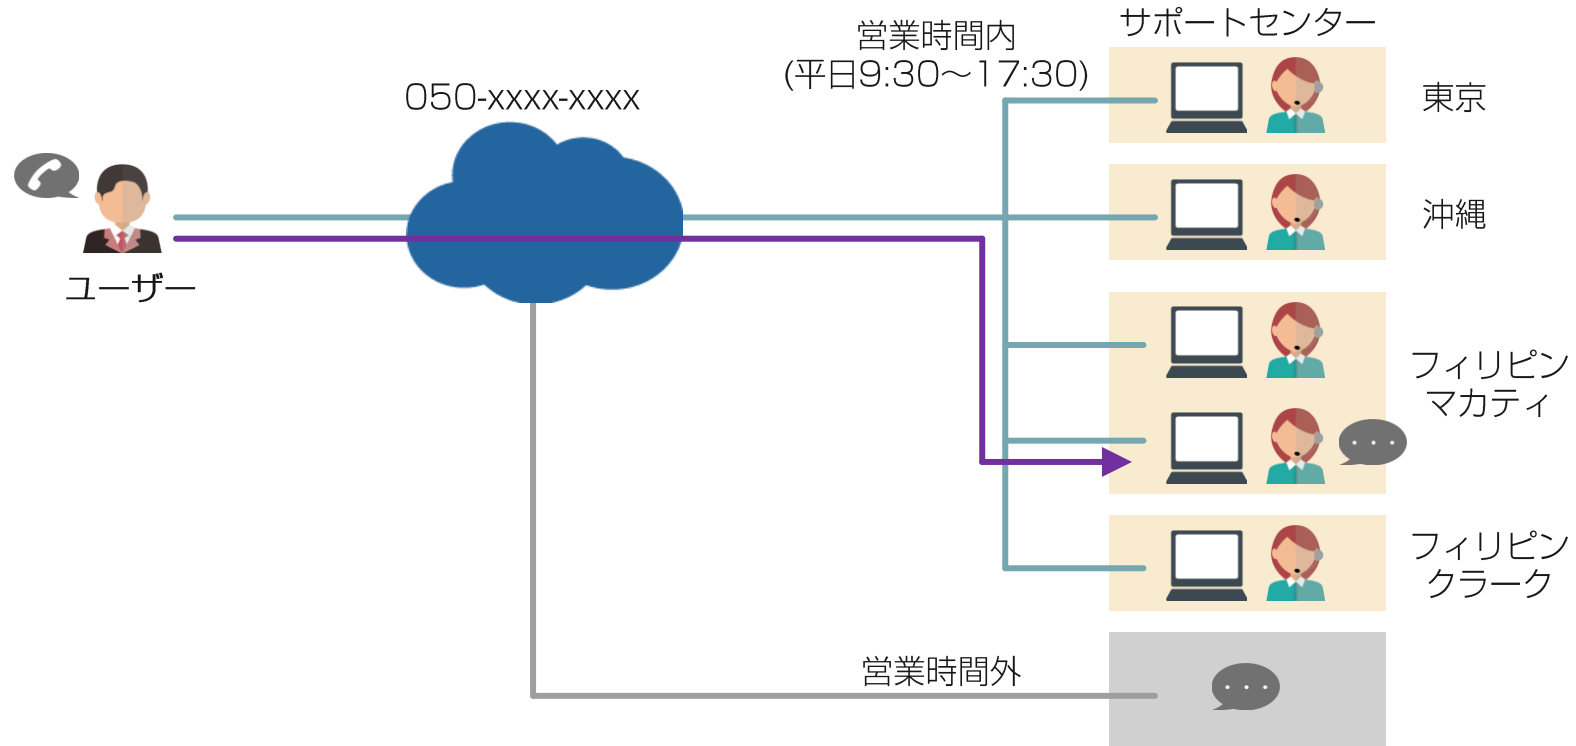 サポートセンター
営業時間内
(平日9:30～17:30)
050-xxxx-xxxx
東京
沖縄
ユーザー
フィリピン
マカティ
フィリピン
クラーク
営業時間外